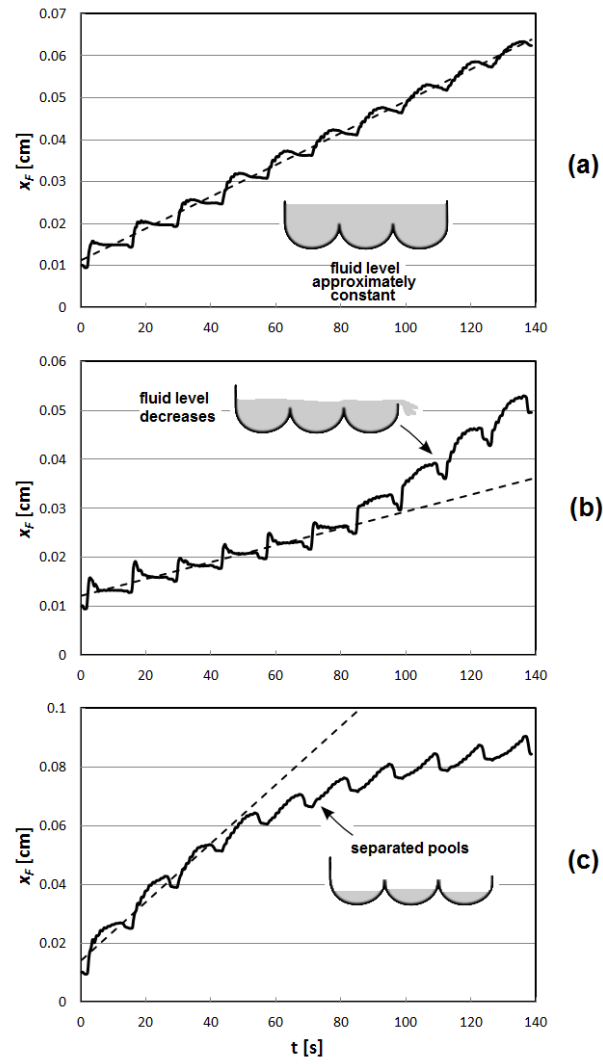 0.07
0.06
0.05
0.04
0.03
0.02
0.01
0
x_F [cm]
fluid level
approximately
constant
0 20 40 60 80 100 120 140
(a)
0.06
0.05
0.04
0.03
0.02
0.01
0
x_F [cm]
fluid level
decreases
0 20 40 60 80 100 120 140
(b)
0.1
0.08
0.06
0.04
0.02
0
x_F [cm]
separated pools
0 20 40 60 80 100 120 140
t [s]
(c)